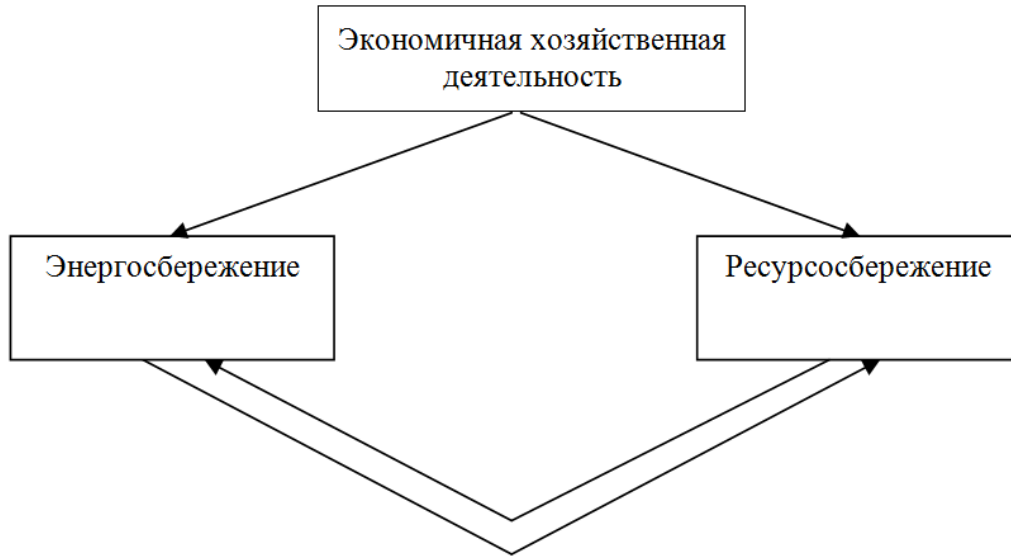 Экономичная хозяйственная
деятельность
Энергосбережение
Ресурсосбережение